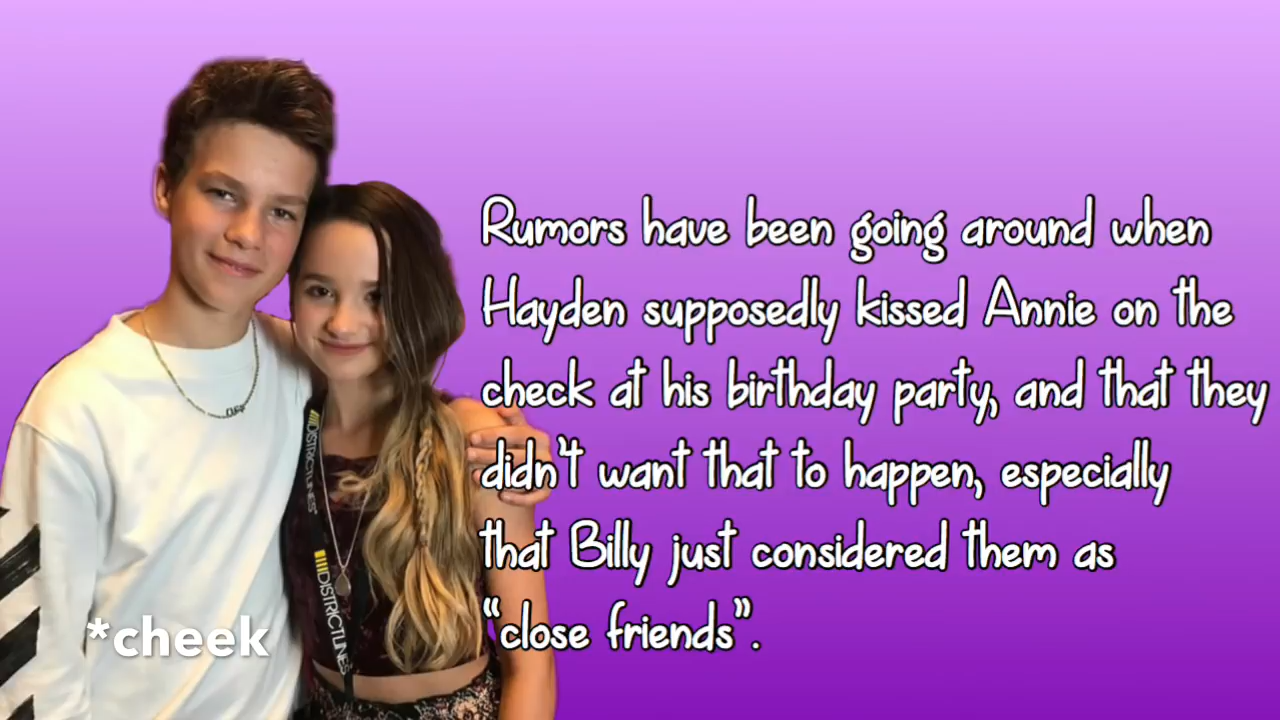 Rumors have been going around when
Hayden supposedly kissed Annie on the
check at his birthday party, and that they
didn't want that to happen, especially
that Billy just considered them as
“close friends”.
*cheek
DISTRICTLINES
DISTRICTLINES